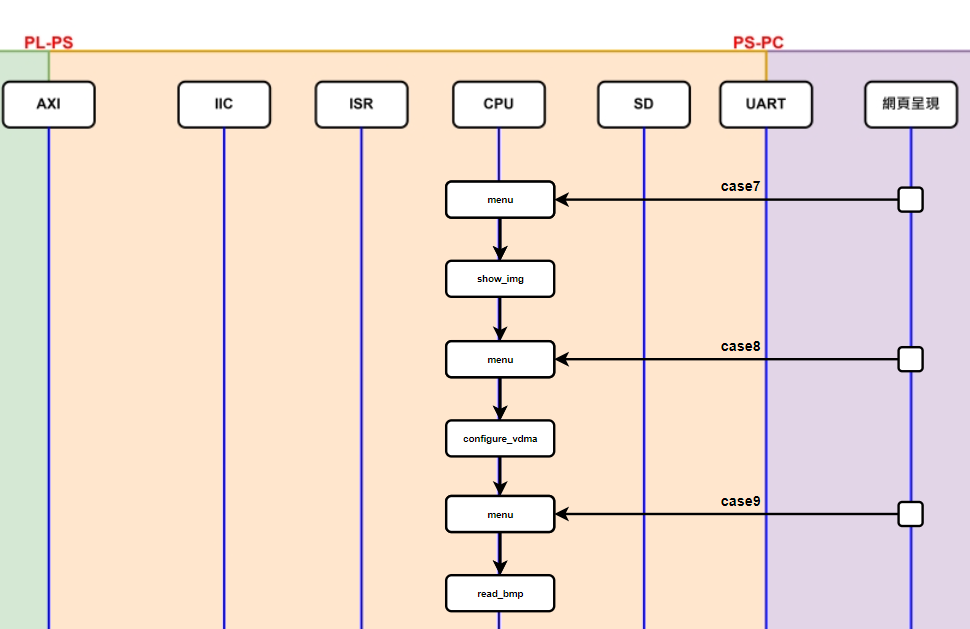 PL-PS
PS-PC
AXI
IIC
ISR
CPU
SD
UART
網頁呈現
case7
menu
show_img
case8
menu
configure_vdma
case9
menu
read_bmp